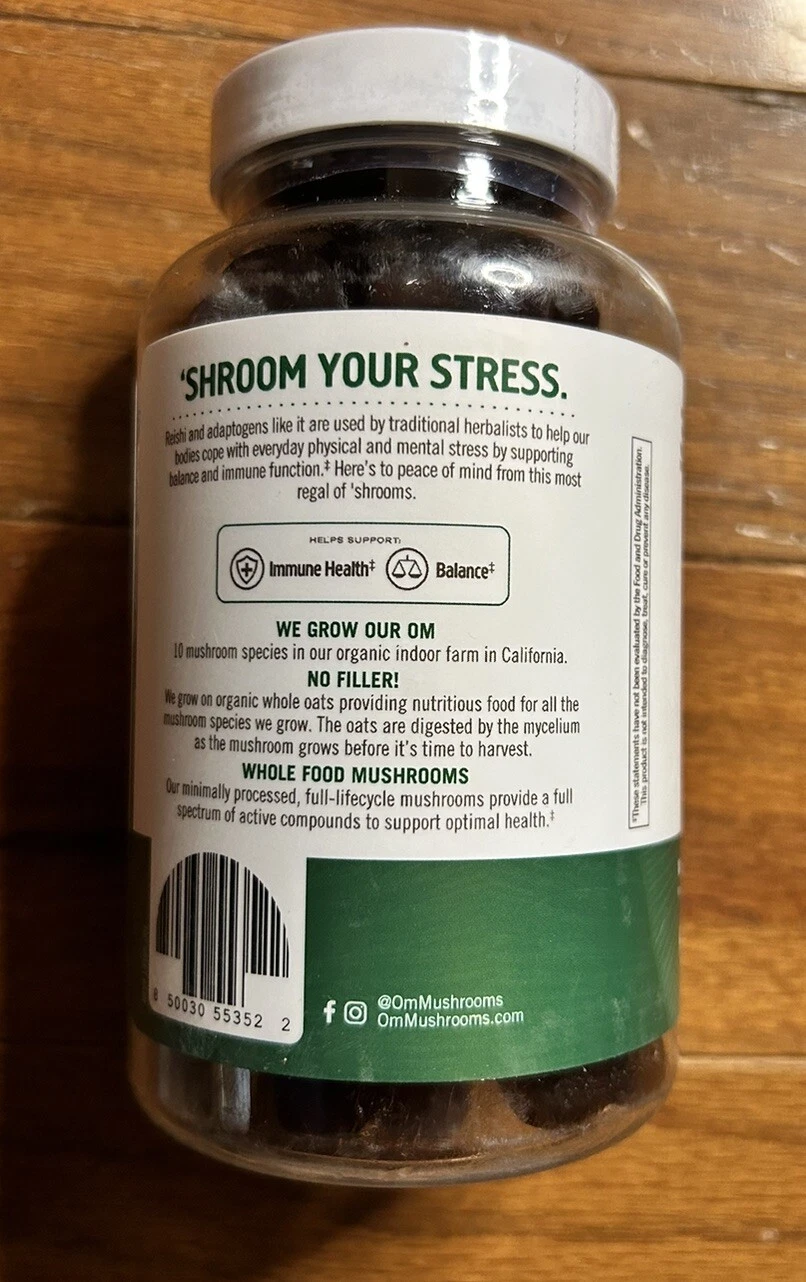 'SHROOM YOUR STRESS.
Reishi and adaptogens like it are used by traditional herbalists to help our
bodies cope with everyday physical and mental stress by supporting
balance and immune function.‡ Here's to peace of mind from this most
regal of 'shrooms.
HELPS SUPPORT:
Immune Health‡ Balance‡
WE GROW OUR OM
10 mushroom species in our organic indoor farm in California.
NO FILLER!
We grow on organic whole oats providing nutritious food for all the
mushroom species we grow. The oats are digested by the mycelium
as the mushroom grows before it's time to harvest.
WHOLE FOOD MUSHROOMS
Our minimally processed, full-lifecycle mushrooms provide a full
spectrum of active compounds to support optimal health.‡
8 50030 55352 2
@OmMushrooms
OmMushrooms.com
‡These statements have not been evaluated by the Food and Drug Administration.
This product is not intended to diagnose, treat, cure or prevent any disease.